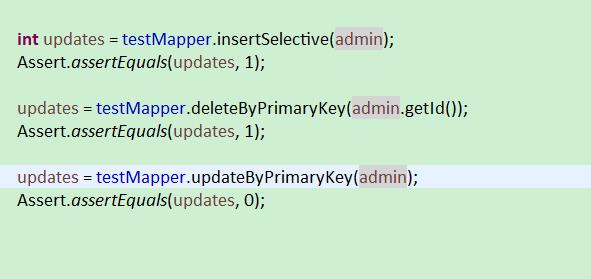 int updates = testMapper.insertSelective(admin);
Assert.assertEquals(updates, 1);
updates = testMapper.deleteByPrimaryKey(admin.getId());
Assert.assertEquals(updates, 1);
updates = testMapper.updateByPrimaryKey(admin);
Assert.assertEquals(updates, 0);